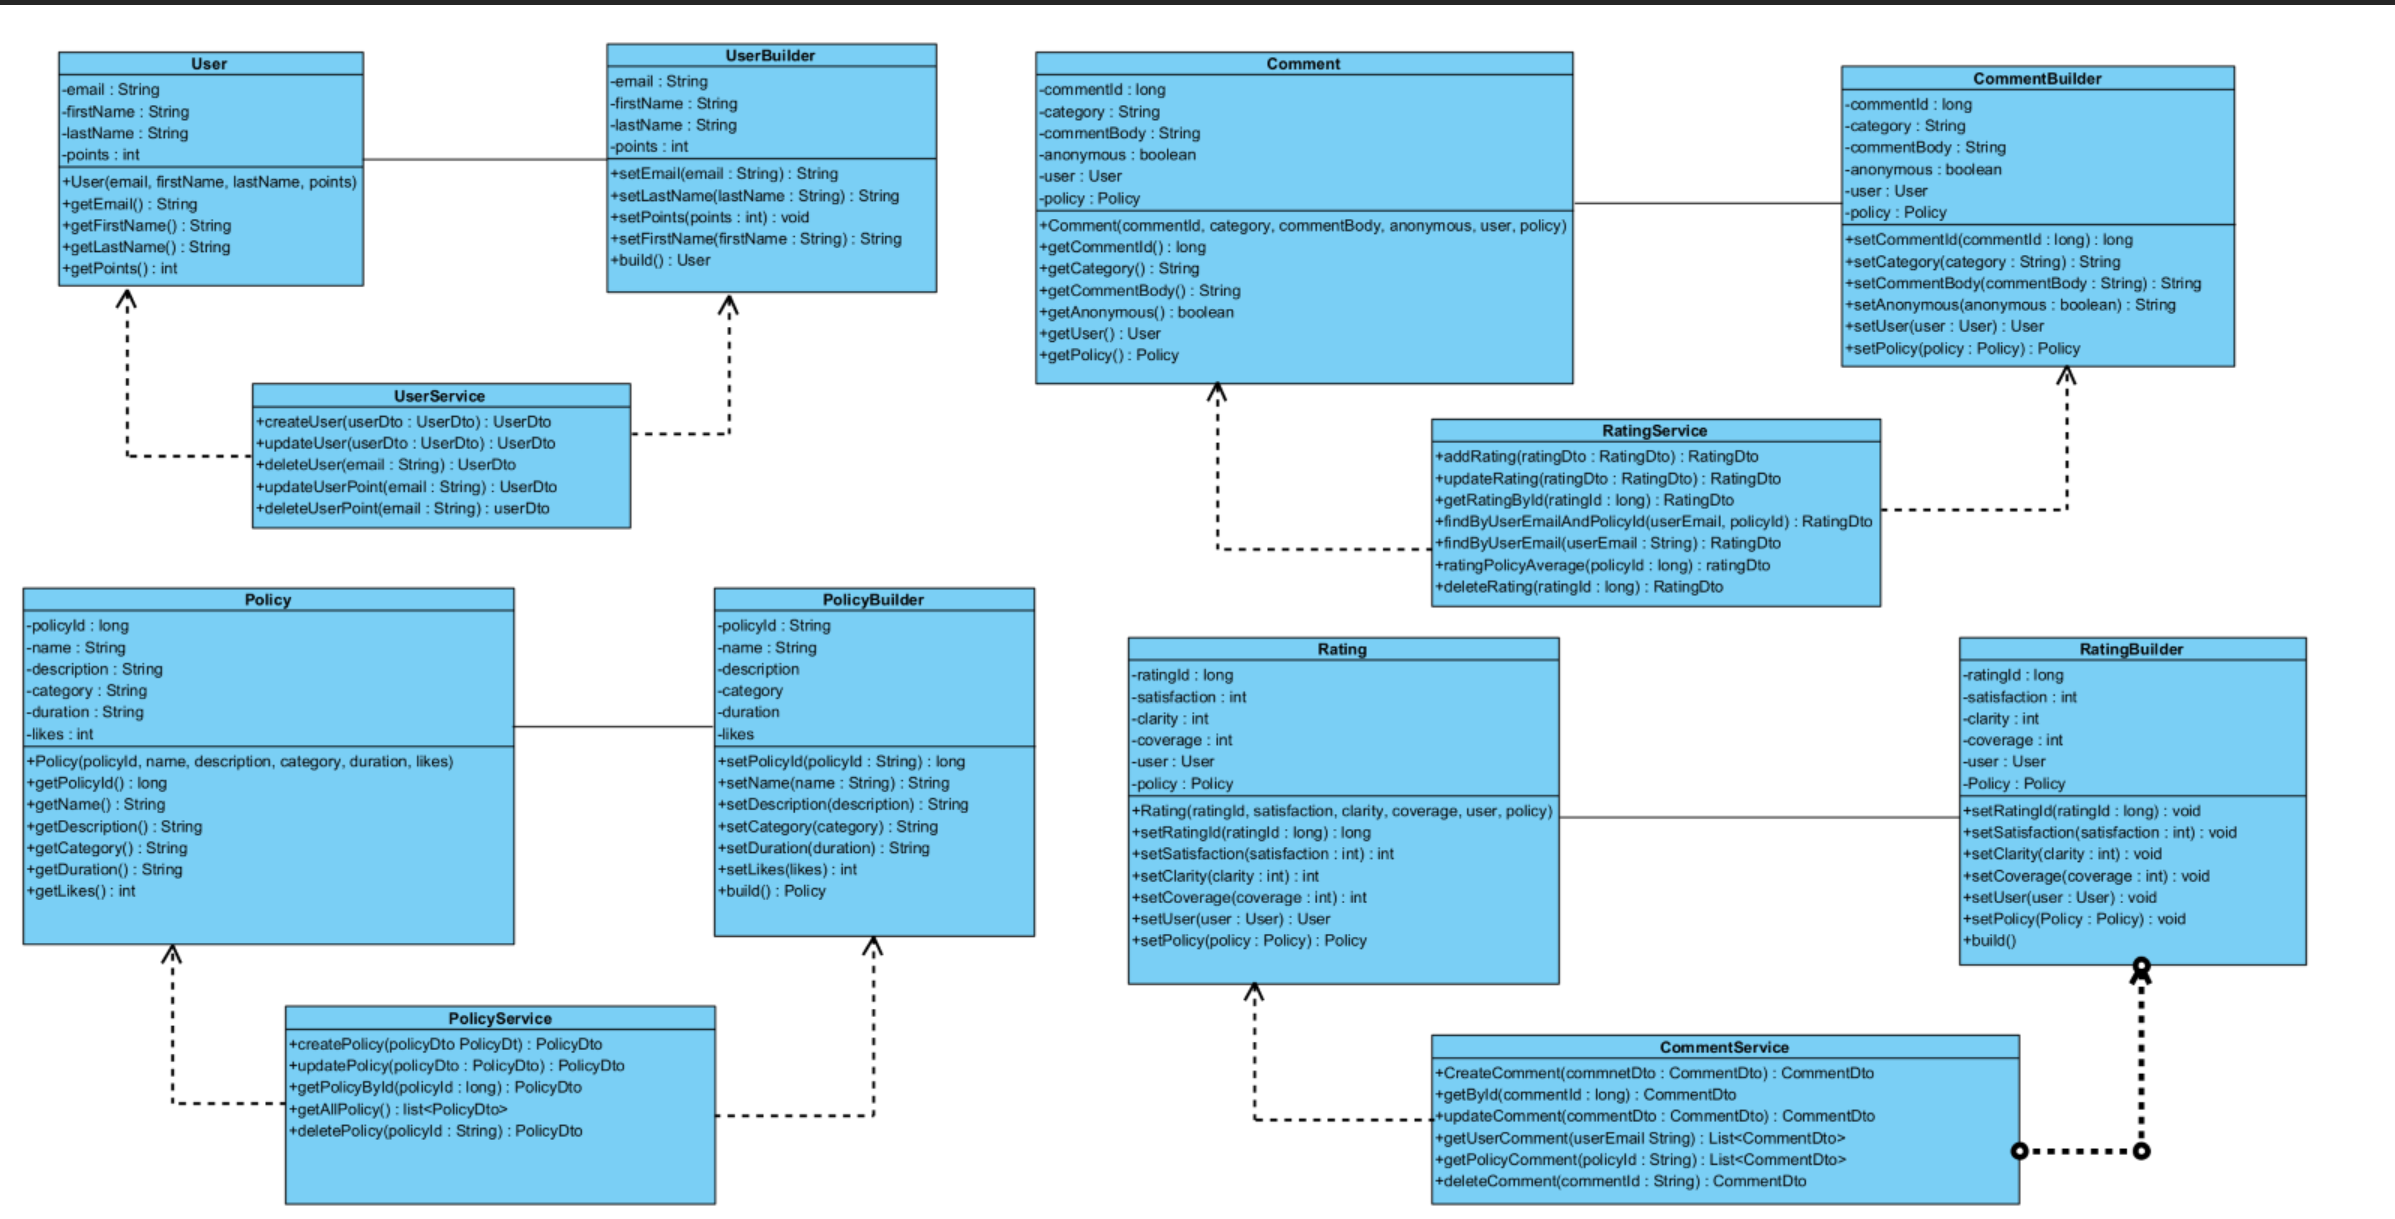 User
-email : String
-firstName : String
-lastName : String
-points : int
+User(email, firstName, lastName, points)
+getEmail() : String
+getFirstName() : String
+getLastName() : String
+getPoints() : int
UserBuilder
-email : String
-firstName : String
-lastName : String
-points : int
+setEmail(email : String) : String
+setLastName(lastName : String) : String
+setPoints(points : int) : void
+setFirstName(firstName : String) : String
+build() : User
UserService
+createUser(userDto : UserDto) : UserDto
+updateUser(userDto : UserDto) : UserDto
+deleteUser(email : String) : UserDto
+updateUserPoint(email : String) : UserDto
+deleteUserPoint(email : String) : userDto
Comment
-commentId : long
-category : String
-commentBody : String
-anonymous : boolean
-user : User
-policy : Policy
+Comment(commentId, category, commentBody, anonymous, user, policy)
+getCommentId() : long
+getCategory() : String
+getCommentBody() : String
+getAnonymous() : boolean
+getUser() : User
+getPolicy() : Policy
CommentBuilder
-commentId : long
-category : String
-commentBody : String
-anonymous : boolean
-user : User
-policy : Policy
+setCommentId(commentId : long) : long
+setCategory(category : String) : String
+setCommentBody(commentBody : String) : String
+setAnonymous(anonymous : boolean) : String
+setUser(user : User) : User
+setPolicy(policy : Policy) : Policy
RatingService
+addRating(ratingDto : RatingDto) : RatingDto
+updateRating(ratingDto : RatingDto) : RatingDto
+getRatingById(ratingId : long) : RatingDto
+findByUserEmailAndPolicyId(userEmail, policyId) : RatingDto
+findByUserEmail(userEmail : String) : RatingDto
+ratingPolicyAverage(policyId : long) : ratingDto
+deleteRating(ratingId : long) : RatingDto
Policy
-policyId : long
-name : String
-description : String
-category : String
-duration : String
-likes : int
+Policy(policyId, name, description, category, duration, likes)
+getPolicyId() : long
+getName() : String
+getDescription() : String
+getCategory() : String
+getDuration() : String
+getLikes() : int
PolicyBuilder
-policyId : String
-name : String
-description
-category
-duration
-likes
+setPolicyId(policyId : String) : long
+setName(name : String) : String
+setDescription(description) : String
+setCategory(category) : String
+setDuration(duration) : String
+setLikes(likes) : int
+build() : Policy
PolicyService
+createPolicy(policyDto PolicyDt) : PolicyDto
+updatePolicy(policyDto : PolicyDto) : PolicyDto
+getPolicyById(policyId : long) : PolicyDto
+getAllPolicy() : list<PolicyDto>
+deletePolicy(policyId : String) : PolicyDto
Rating
-ratingId : long
-satisfaction : int
-clarity : int
-coverage : int
-user : User
-policy : Policy
+Rating(ratingId, satisfaction, clarity, coverage, user, policy)
+setRatingId(ratingId : long) : long
+setSatisfaction(satisfaction : int) : int
+setClarity(clarity : int) : int
+setCoverage(coverage : int) : int
+setUser(user : User) : User
+setPolicy(policy : Policy) : Policy
RatingBuilder
-ratingId : long
-satisfaction : int
-clarity : int
-coverage : int
-user : User
-Policy : Policy
+setRatingId(ratingId : long) : void
+setSatisfaction(satisfaction : int) : void
+setClarity(clarity : int) : void
+setCoverage(coverage : int) : void
+setUser(user : User) : void
+setPolicy(Policy : Policy) : void
+build()
CommentService
+CreateComment(commnetDto : CommentDto) : CommentDto
+getById(commentId : long) : CommentDto
+updateComment(commentDto : CommentDto) : CommentDto
+getUserComment(userEmail String) : List<CommentDto>
+getPolicyComment(policyId : String) : List<CommentDto>
+deleteComment(commentId : String) : CommentDto